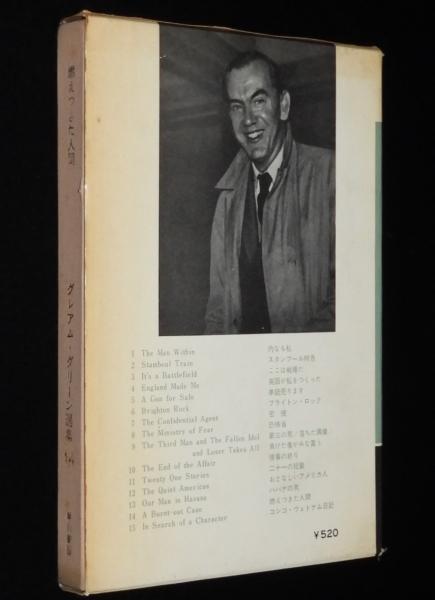 燃えつきた人間
グレアム・グリーン選集
14
1 The Man Within 内なる私
2 Stamboul Train スタンブール特急
3 It's a Battlefield ここは戦場だ
4 England Made Me 英国が私をつくった
5 A Gun for Sale 拳銃売ります
6 Brighton Rock ブライトン・ロック
7 The Confidential Agent 密使
8 The Ministry of Fear 恐怖省
9 The Third Man and The Fallen Idol 第三の男/落ちた偶像/
and Loser Takes All 負けた者がみな貰う
10 The End of the Affair 情事の終り
11 Twenty One Stories 二十一の短篇
12 The Quiet American おとなしいアメリカ人
13 Our Man in Havana ハバナの男
14 A Burnt-out Case 燃えつきた人間
15 In Search of a Character コンゴ・ヴェトナム日記
¥520